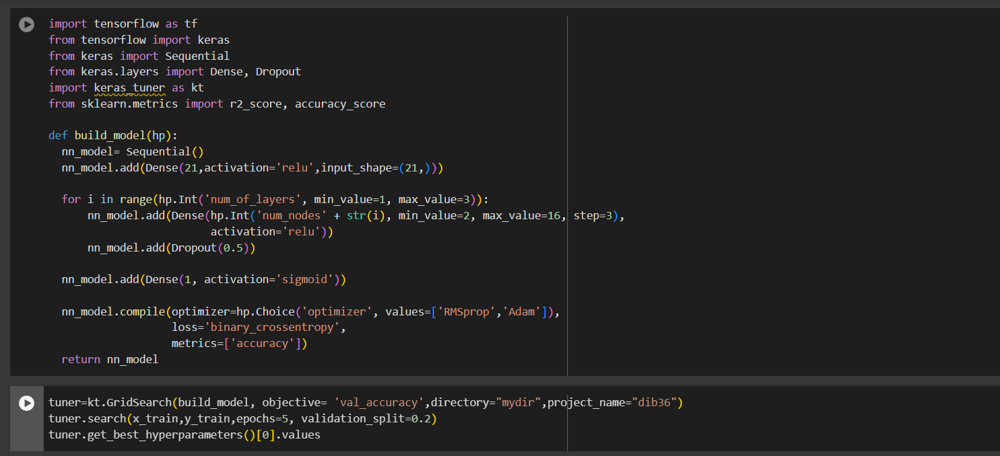 import tensorflow as tf
from tensorflow import keras
from keras import Sequential
from keras.layers import Dense, Dropout
import keras_tuner as kt
from sklearn.metrics import r2_score, accuracy_score
def build_model(hp):
nn_model= Sequential()
nn_model.add(Dense(21,activation='relu',input_shape=(21,)))
for i in range(hp.Int('num_of_layers', min_value=1, max_value=3)):
nn_model.add(Dense(hp.Int('num_nodes' + str(i), min_value=2, max_value=16, step=3),
activation='relu'))
nn_model.add(Dropout(0.5))
nn_model.add(Dense(1, activation='sigmoid'))
nn_model.compile(optimizer=hp.Choice('optimizer', values=['RMSprop','Adam']),
loss='binary_crossentropy',
metrics=['accuracy'])
return nn_model
tuner=kt.GridSearch(build_model, objective= 'val_accuracy',directory="mydir",project_name="dib36")
tuner.search(x_train,y_train,epochs=5, validation_split=0.2)
tuner.get_best_hyperparameters()[0].values